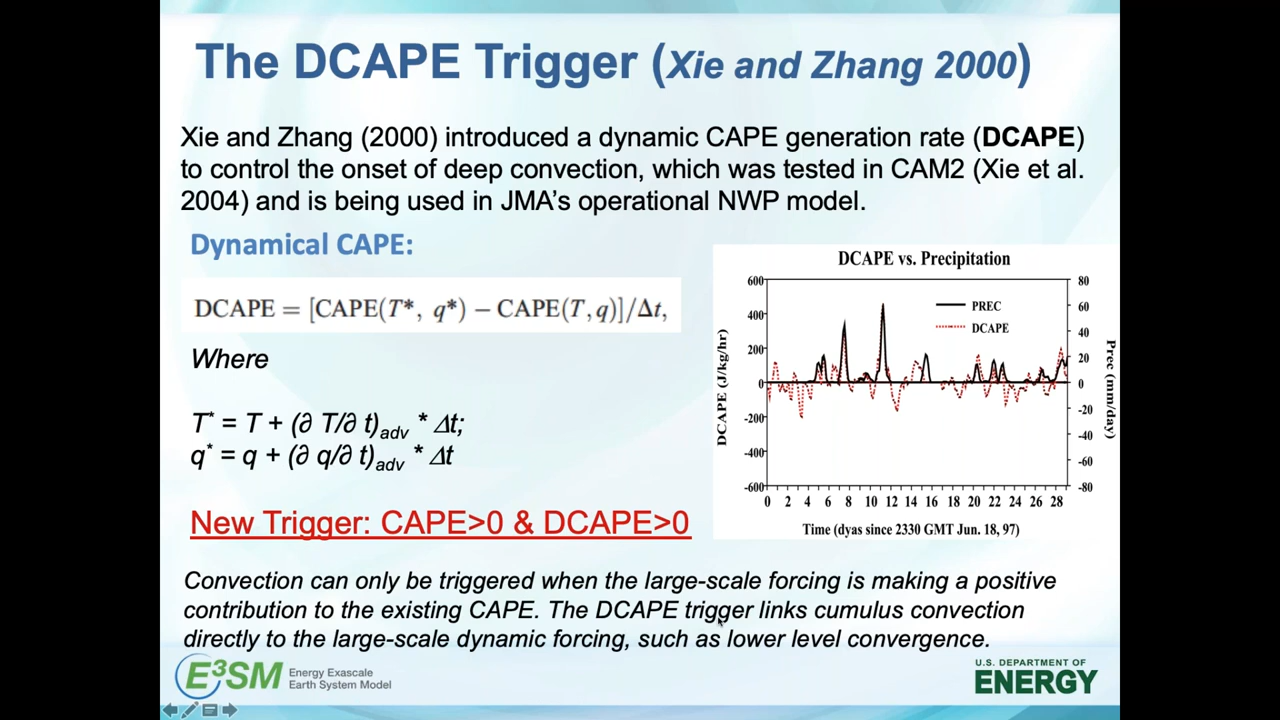 The DCAPE Trigger (Xie and Zhang 2000)
Xie and Zhang (2000) introduced a dynamic CAPE generation rate (DCAPE)
to control the onset of deep convection, which was tested in CAM2 (Xie et al.
2004) and is being used in JMA's operational NWP model.
Dynamical CAPE:
DCAPE = [CAPE(T*, q*) – CAPE(T,q)]/Δt,
Where
T* = T + (∂ T/∂ t)adv * Δt;
q* = q + (∂ q/∂ t)adv * Δt
New Trigger: CAPE>0 & DCAPE>0
DCAPE vs. Precipitation
600
400
200
0
-200
-400
-600
DCAPE (J/kg/hr)
PREC
DCAPE
80
60
40
20
0
-20
-40
-60
-80
Prec (mm/day)
0 2 4 6 8 10 12 14 16 18 20 22 24 26 28
Time (dyas since 2330 GMT Jun. 18, 97)
Convection can only be triggered when the large-scale forcing is making a positive
contribution to the existing CAPE. The DCAPE trigger links cumulus convection
directly to the large-scale dynamic forcing, such as lower level convergence.
E³SM
Energy Exascale
Earth System Model
U.S. DEPARTMENT OF
ENERGY